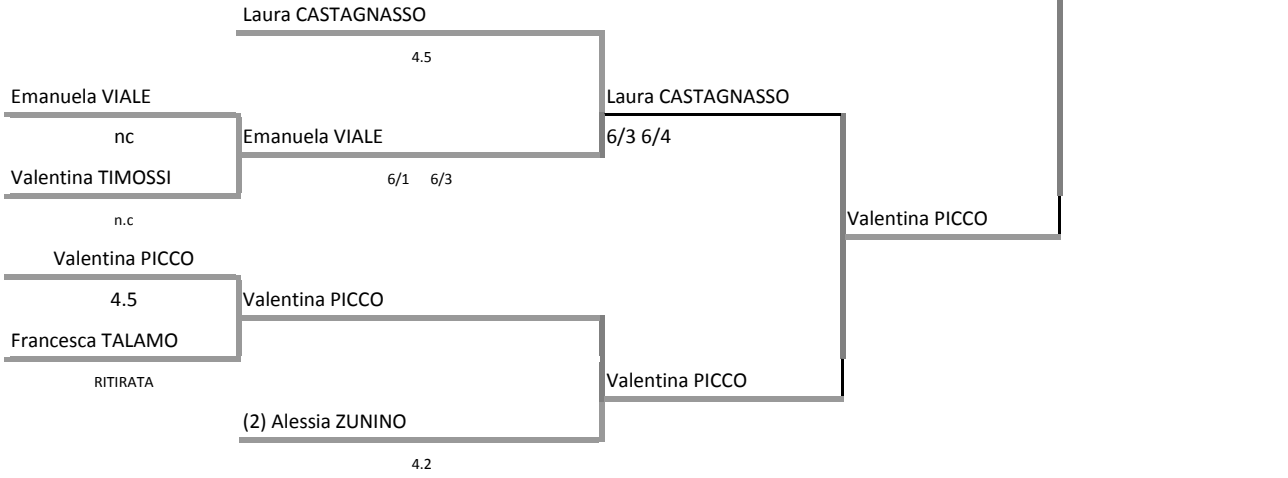 Laura CASTAGNASSO
4.5
Emanuela VIALE
Laura CASTAGNASSO
nc
Emanuela VIALE
6/3 6/4
Valentina TIMOSSI
6/1 6/3
n.c
Valentina PICCO
Valentina PICCO
4.5
Valentina PICCO
Francesca TALAMO
RITIRATA
Valentina PICCO
(2) Alessia ZUNINO
4.2